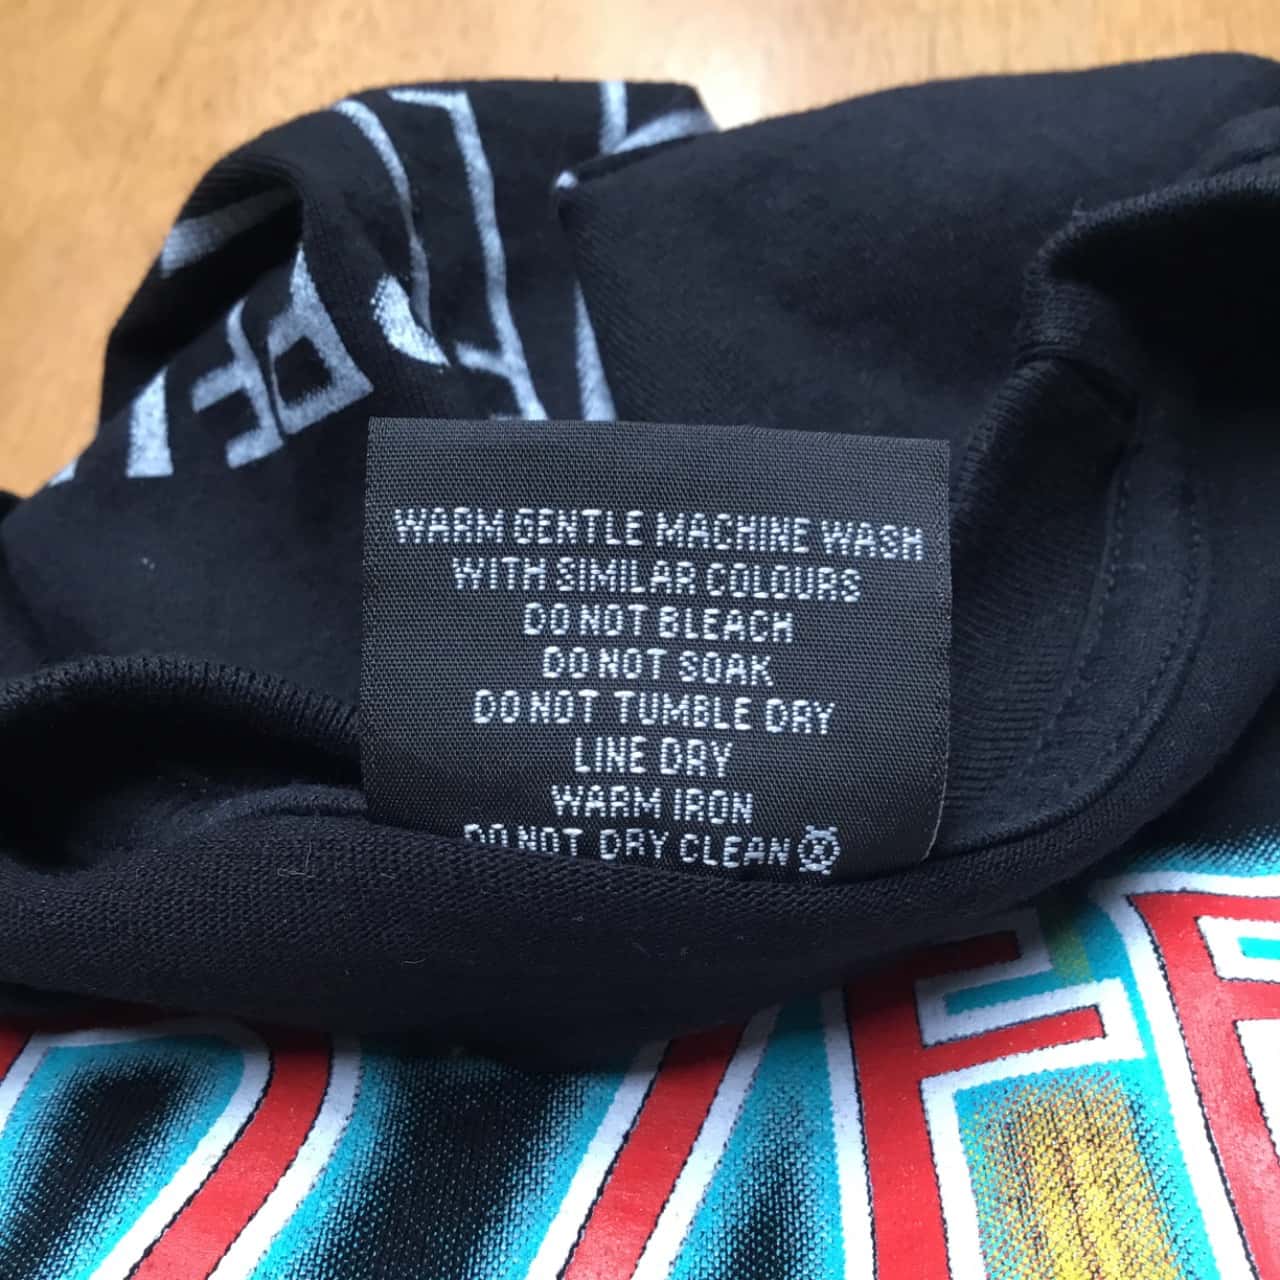 WARM GENTLE MACHINE WASH
WITH SIMILAR COLOURS
DO NOT BLEACH
DO NOT SOAK
DO NOT TUMBLE DRY
LINE DRY
WARM IRON
DO NOT DRY CLEAN